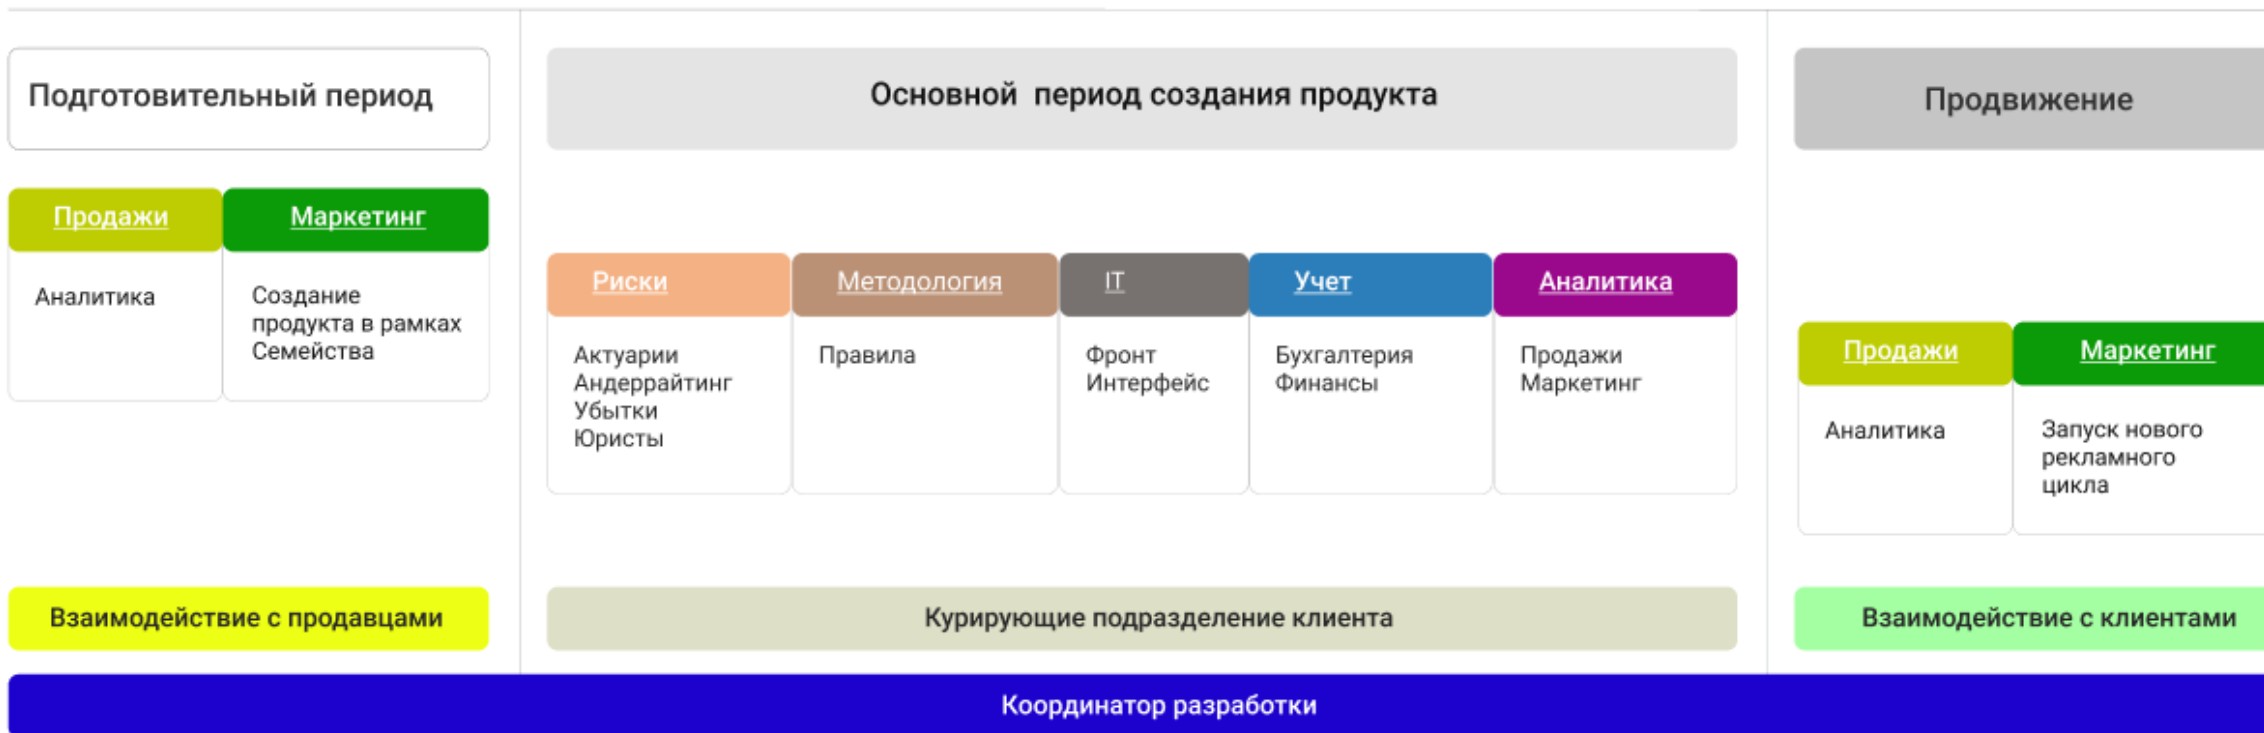 Подготовительный период
Основной период создания продукта
Продвижение
Продажи
Маркетинг
Аналитика
Создание
продукта в рамках
Семейства
Риски
Методология
IT
Учет
Аналитика
Актуарии
Андеррайтинг
Убытки
Юристы
Правила
Фронт
Интерфейс
Бухгалтерия
Финансы
Продажи
Маркетинг
Продажи
Маркетинг
Аналитика
Запуск нового
рекламного
цикла
Взаимодействие с продавцами
Курирующие подразделение клиента
Взаимодействие с клиентами
Координатор разработки